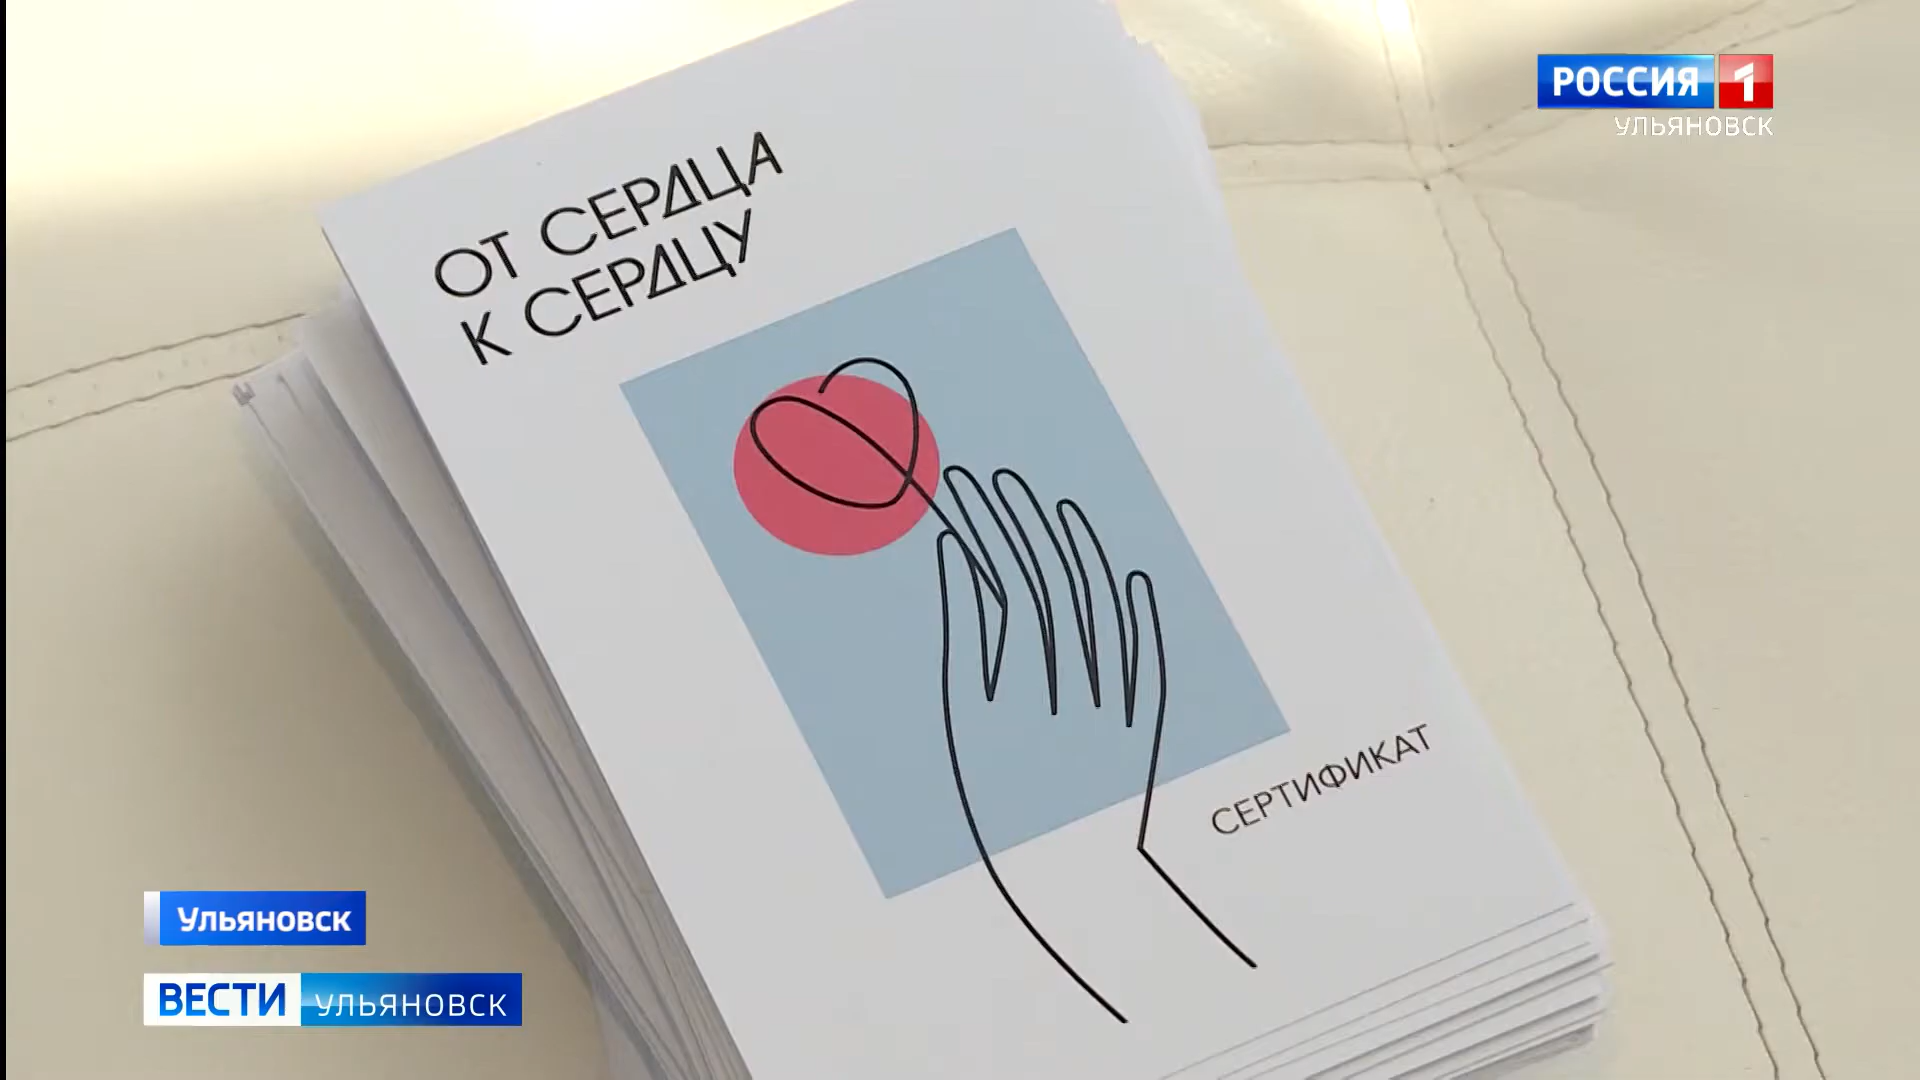 РОССИЯ 1
УЛЬЯНОВСК
ОТ СЕРДЦА
К СЕРДЦУ
СЕРТИФИКАТ
Ульяновск
ВЕСТИ УЛЬЯНОВСК